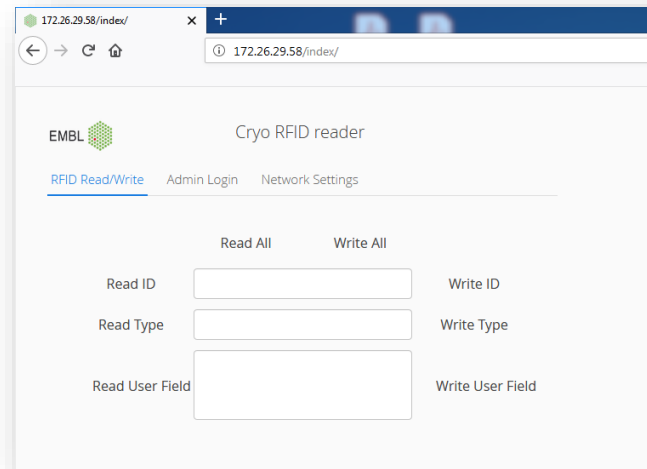 172.26.29.58/index/
172.26.29.58/index/
EMBL
Cryo RFID reader
RFID Read/Write Admin Login Network Settings
Read All Write All
Read ID Write ID
Read Type Write Type
Read User Field Write User Field